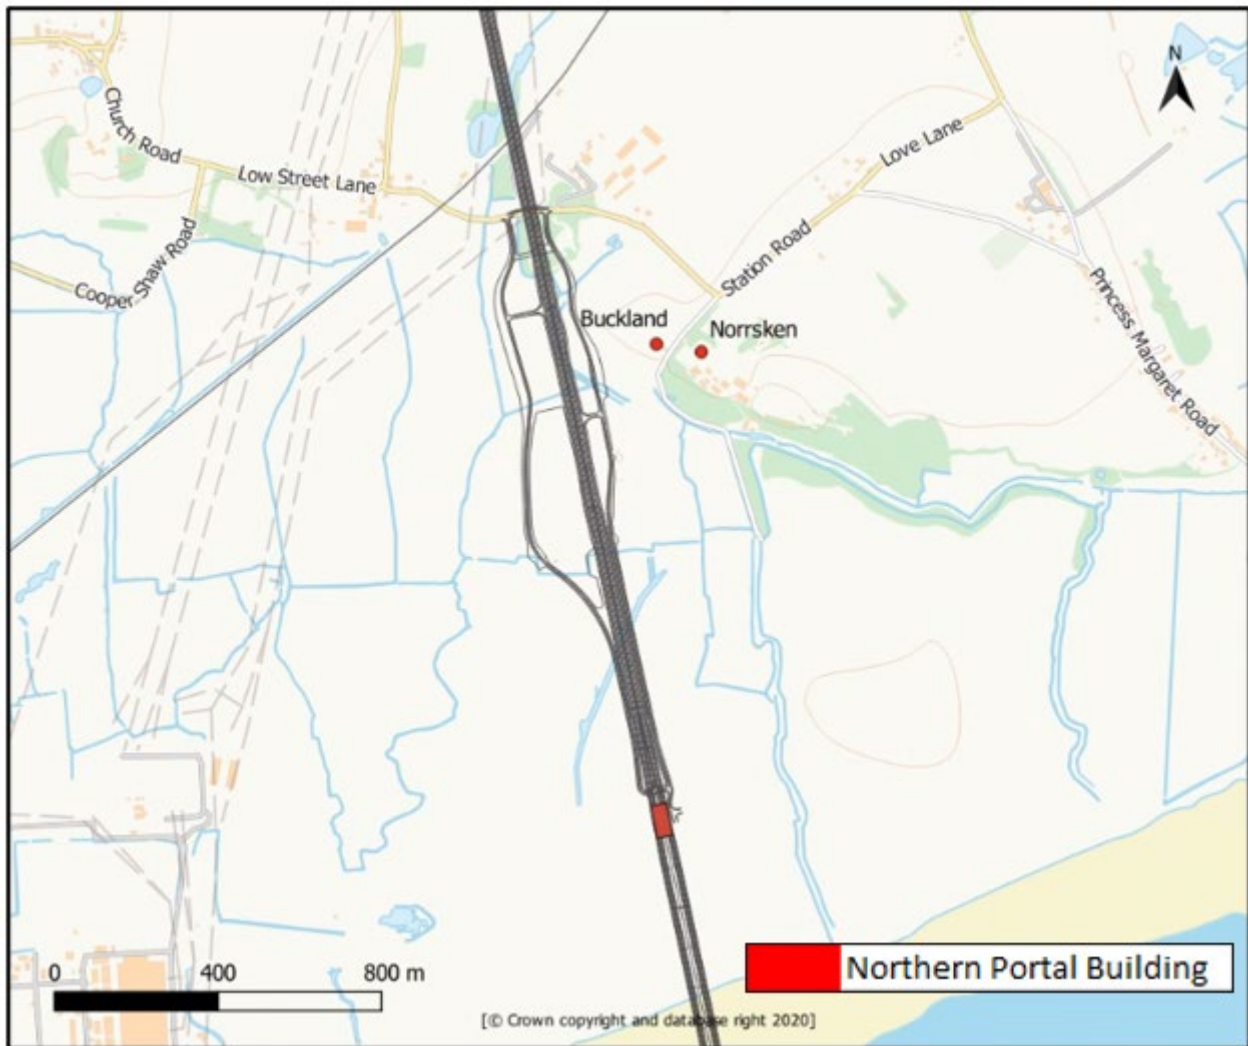 N
Church Road
Low Street Lane
Love Lane
Cooper Shaw Road
Station Road
Buckland
Norrsken
Princess Margaret Road
0 400 800 m
Northern Portal Building
[© Crown copyright and database right 2020]